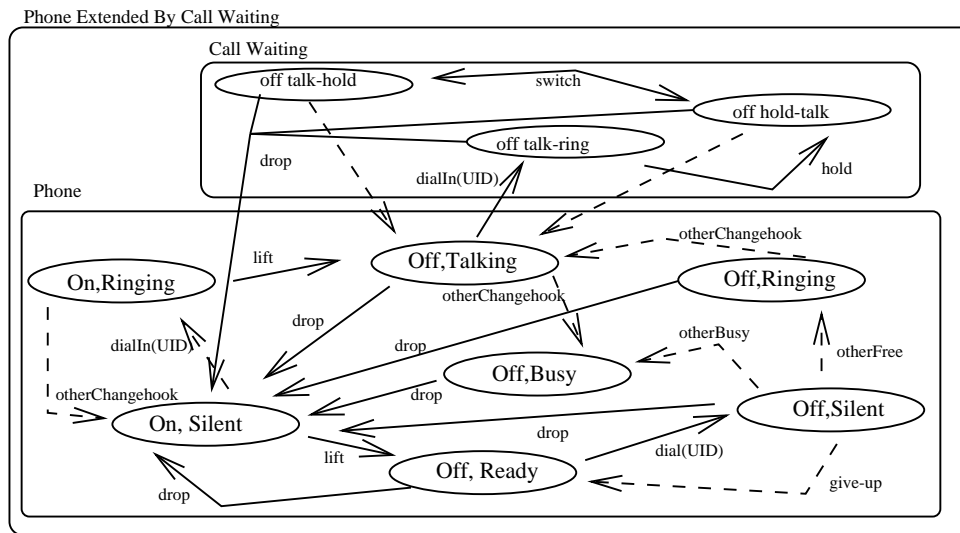 Phone Extended By Call Waiting
Call Waiting
off talk-hold
switch
off hold-talk
off talk-ring
drop
dialIn(UID)
hold
Phone
otherChangehook
lift
Off,Talking
On,Ringing
Off,Ringing
otherChangehook
drop
otherBusy
dialIn(UID)
drop
otherFree
Off,Busy
otherChangehook
drop
Off,Silent
On, Silent
drop
lift
dial(UID)
Off, Ready
give-up
drop